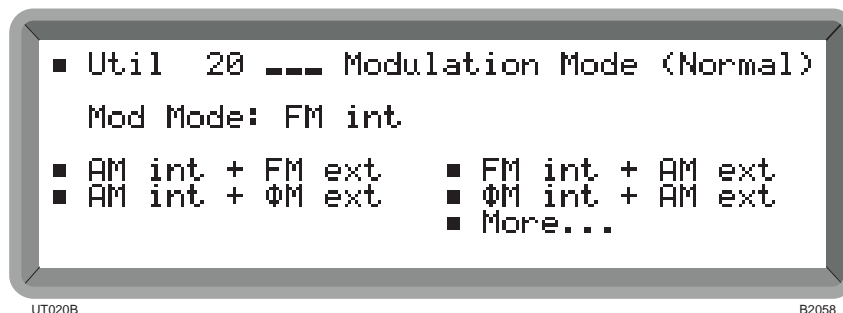 ▪ Util 20 ___ Modulation Mode (Normal)
Mod Mode: FM int
▪ AM int + FM ext ▪ FM int + AM ext
▪ AM int + ΦM ext ▪ ΦM int + AM ext
▪ More...
UT020B B2058